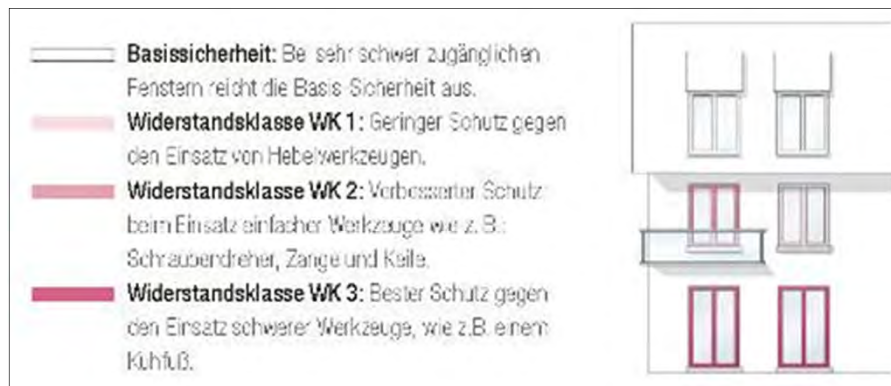 Basissicherheit: Bei sehr schwer zugänglichen
Fenstern reicht die Basis-Sicherheit aus.
Widerstandsklasse WK 1: Geringer Schutz gegen
den Einsatz von Hebelwerkzeugen.
Widerstandsklasse WK 2: Verbesserter Schutz
beim Einsatz einfacher Werkzeuge wie z. B.:
Schraubendreher, Zange und Keile.
Widerstandsklasse WK 3: Bester Schutz gegen
den Einsatz schwerer Werkzeuge, wie z.B. einem
Kuhfuß.